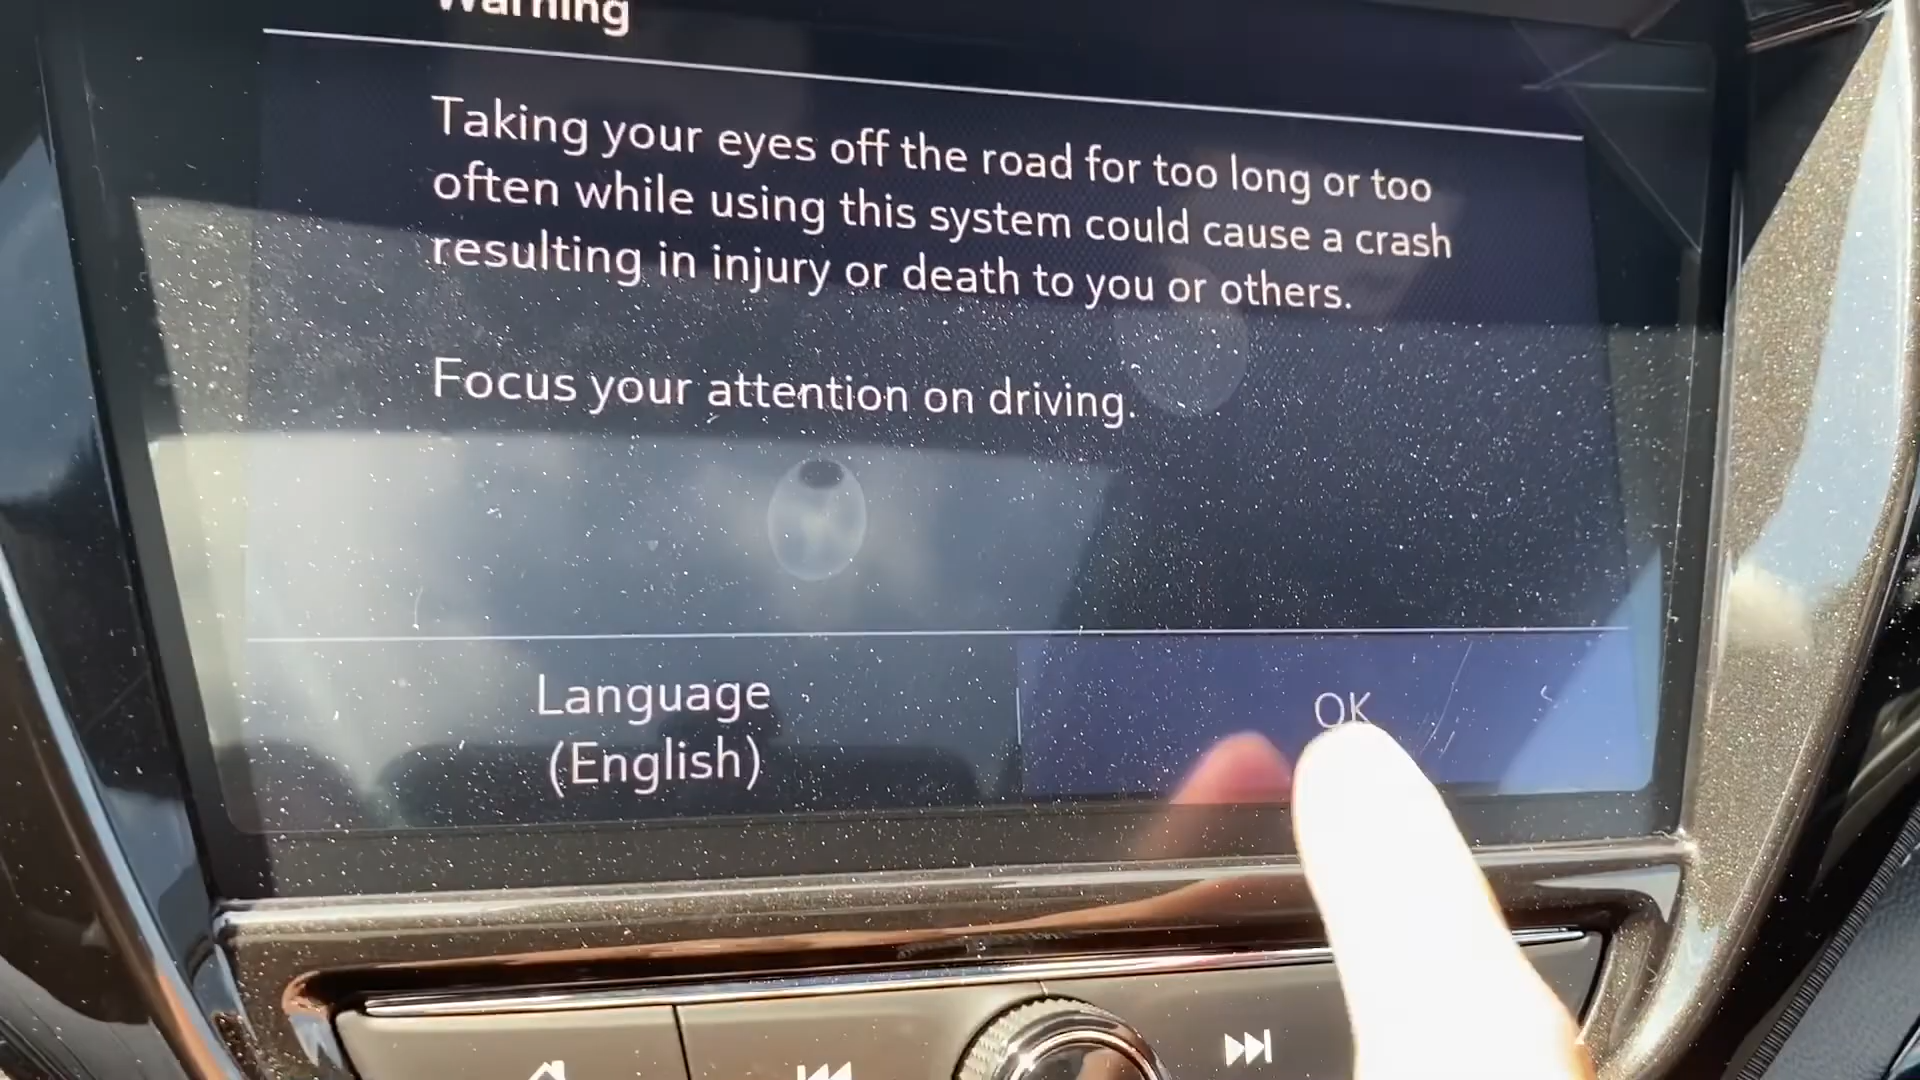 Warning
Taking your eyes off the road for too long or too
often while using this system could cause a crash
resulting in injury or death to you or others.
Focus your attention on driving.
Language
(English)
OK